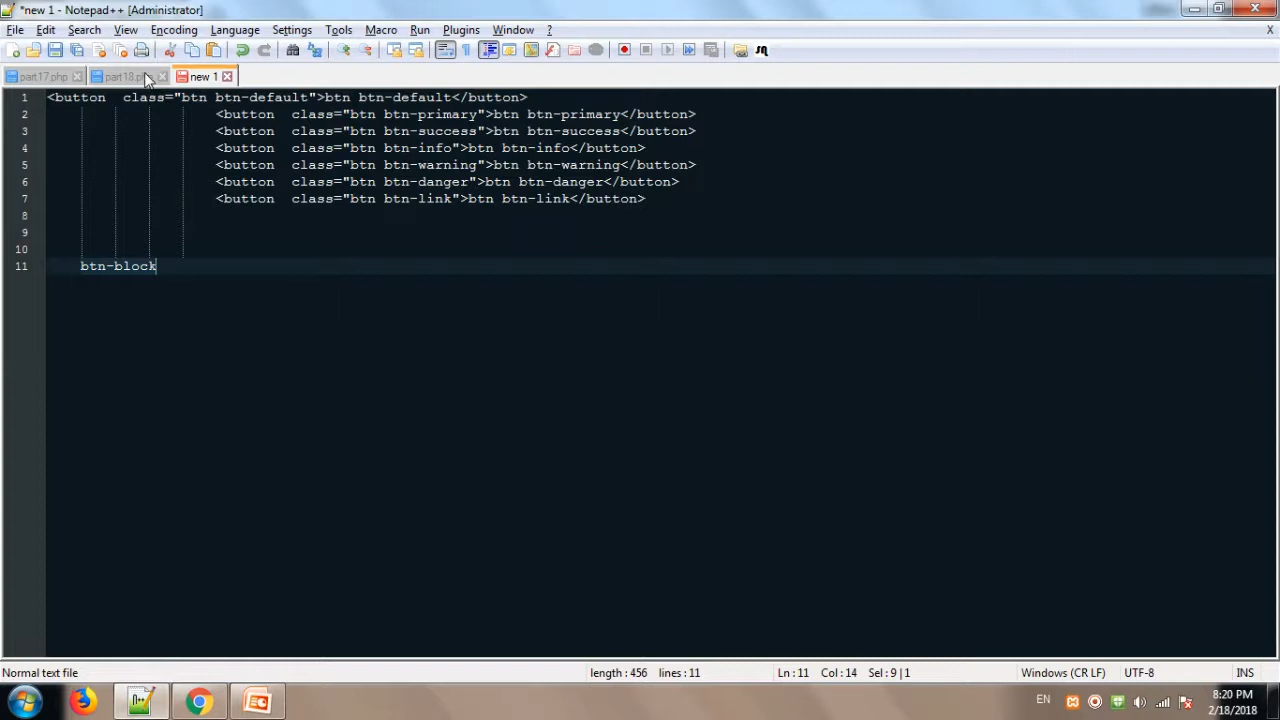 *new 1 - Notepad++ [Administrator]
File Edit Search View Encoding Language Settings Tools Macro Run Plugins Window ? X
part17.php part18. new 1
1 <button  class="btn btn-default">btn btn-default</button>
2 <button  class="btn btn-primary">btn btn-primary</button>
3 <button  class="btn btn-success">btn btn-success</button>
4 <button  class="btn btn-info">btn btn-info</button>
5 <button  class="btn btn-warning">btn btn-warning</button>
6 <button  class="btn btn-danger">btn btn-danger</button>
7 <button  class="btn btn-link">btn btn-link</button>
8
9
10
11 btn-block
Normal text file length : 456 lines : 11 Ln : 11 Col : 14 Sel : 9 | 1 Windows (CR LF) UTF-8 INS
EN 8:20 PM
2/18/2018